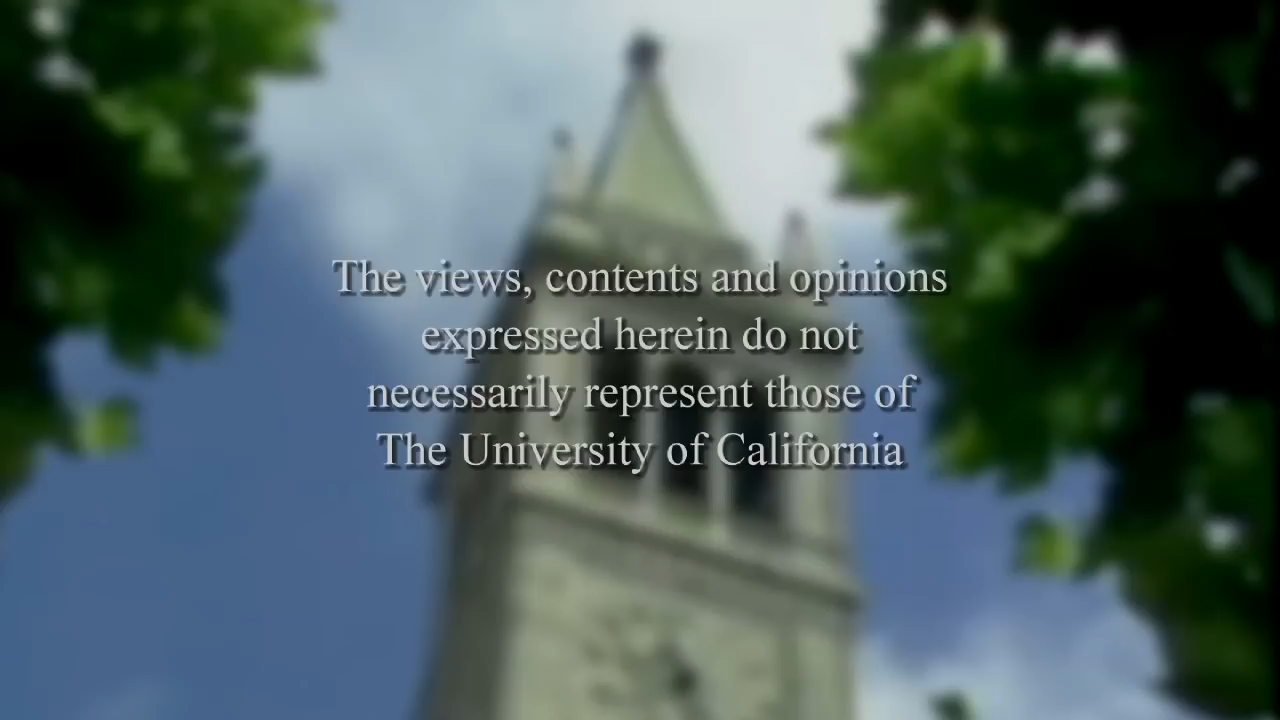 The views, contents and opinions
expressed herein do not
necessarily represent those of
The University of California